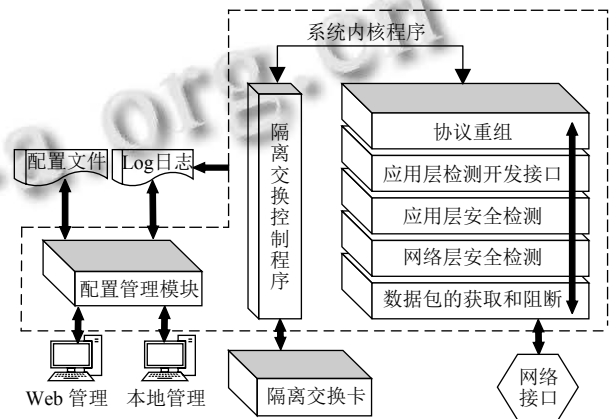 org.cn
系统内核程序
隔离交换控制程序
协议重组
应用层检测开发接口
应用层安全检测
网络层安全检测
数据包的获取和阻断
配置文件
Log日志
配置管理模块
Web 管理
本地管理
隔离交换卡
网络
接口